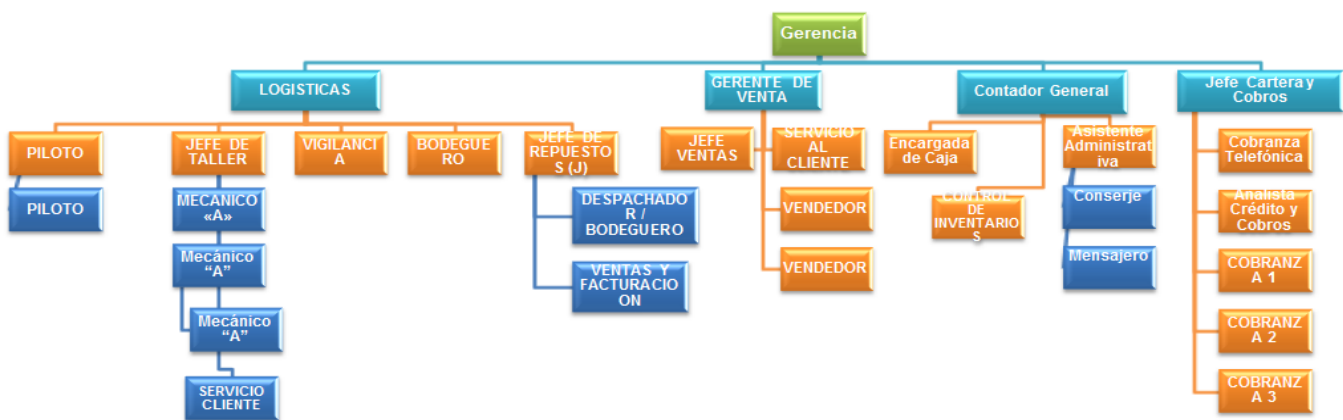 Gerencia
LOGISTICAS
GERENTE DE
VENTA
Contador General
Jefe Cartera y
Cobros
PILOTO
JEFE DE
TALLER
VIGILANCI
A
BODEGUE
RO
JEFE DE
REPUESTO
S (J)
JEFE
VENTAS
SERVICIO
AL
CLIENTE
Encargada
de Caja
Asistente
Administrat
iva
Cobranza
Telefónica
PILOTO
MECANICO
«A»
DESPACHADO
R /
BODEGUERO
VENDEDOR
CONTROL
DE
INVENTARIO
S
Conserje
Analista
Crédito y
Cobros
Mecánico
“A”
VENTAS Y
FACTURACI
ON
VENDEDOR
Mensajero
COBRANZ
A 1
Mecánico
“A”
COBRANZ
A 2
SERVICIO
CLIENTE
COBRANZ
A 3